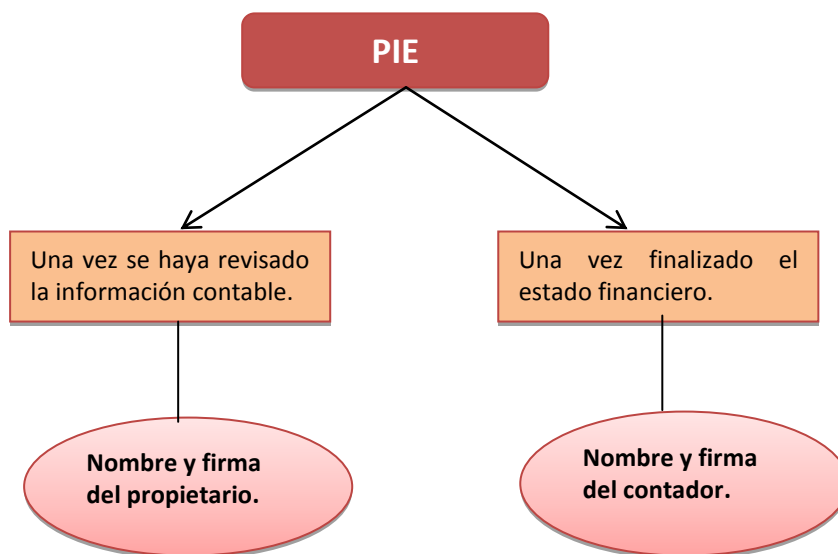 PIE
Una vez se haya revisado
la información contable.
Una vez finalizado el
estado financiero.
Nombre y firma
del propietario.
Nombre y firma
del contador.